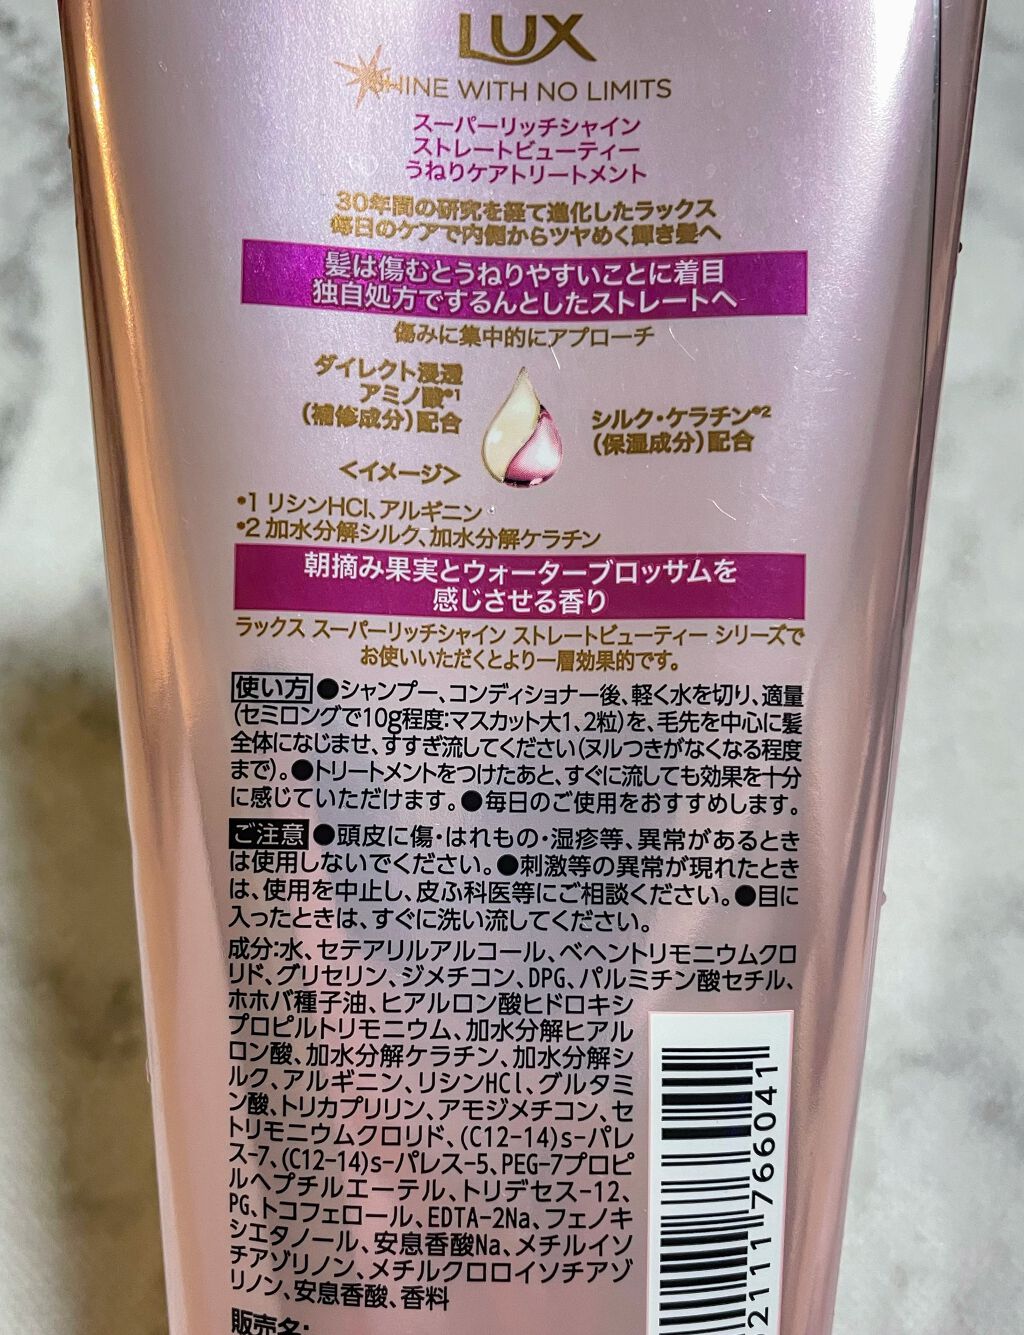 LUX
SHINE WITH NO LIMITS
スーパーリッチシャイン
ストレートビューティー
うねりケアトリートメント
30年間の研究を経て進化したラックス
毎日のケアで内側からツヤめく輝き髪へ
髪は傷むとうねりやすいことに着目
独自処方でするんとしたストレートへ
傷みに集中的にアプローチ
ダイレクト浸透
アミノ酸*1
(補修成分)配合
シルク・ケラチン*2
(保湿成分)配合
<イメージ>
*1 リシンHCl、アルギニン
*2 加水分解シルク、加水分解ケラチン
朝摘み果実とウォーターブロッサムを
感じさせる香り
ラックス スーパーリッチシャイン ストレートビューティー シリーズで
お使いいただくとより一層効果的です。
使い方 ●シャンプー、コンディショナー後、軽く水を切り、適量
(セミロングで10g程度:マスカット大1、2粒)を、毛先を中心に髪
全体になじませ、すすぎ流してください(ヌルつきがなくなる程度
まで)。●トリートメントをつけたあと、すぐに流しても効果を十分
に感じていただけます。●毎日のご使用をおすすめします。
ご注意 ●頭皮に傷・はれもの・湿疹等、異常があるとき
は使用しないでください。●刺激等の異常が現れたとき
は、使用を中止し、皮ふ科医等にご相談ください。●目に
入ったときは、すぐに洗い流してください。
成分:水、セテアリルアルコール、ベヘントリモニウムクロ
リド、グリセリン、ジメチコン、DPG、パルミチン酸セチル、
ホホバ種子油、ヒアルロン酸ヒドロキシ
プロピルトリモニウム、加水分解ヒアル
ロン酸、加水分解ケラチン、加水分解シ
ルク、アルギニン、リシンHCl、グルタミ
ン酸、トリカプリリン、アモジメチコン、セ
トリモニウムクロリド、(C12-14)s-パレ
ス-7、(C12-14)s-パレス-5、PEG-7プロピ
ルヘプチルエーテル、トリデセス-12、
PG、トコフェロール、EDTA-2Na、フェノキ
シエタノール、安息香酸Na、メチルイソ
チアゾリノン、メチルクロロイソチアゾ
リノン、安息香酸、香料
販売名:
2111 766041